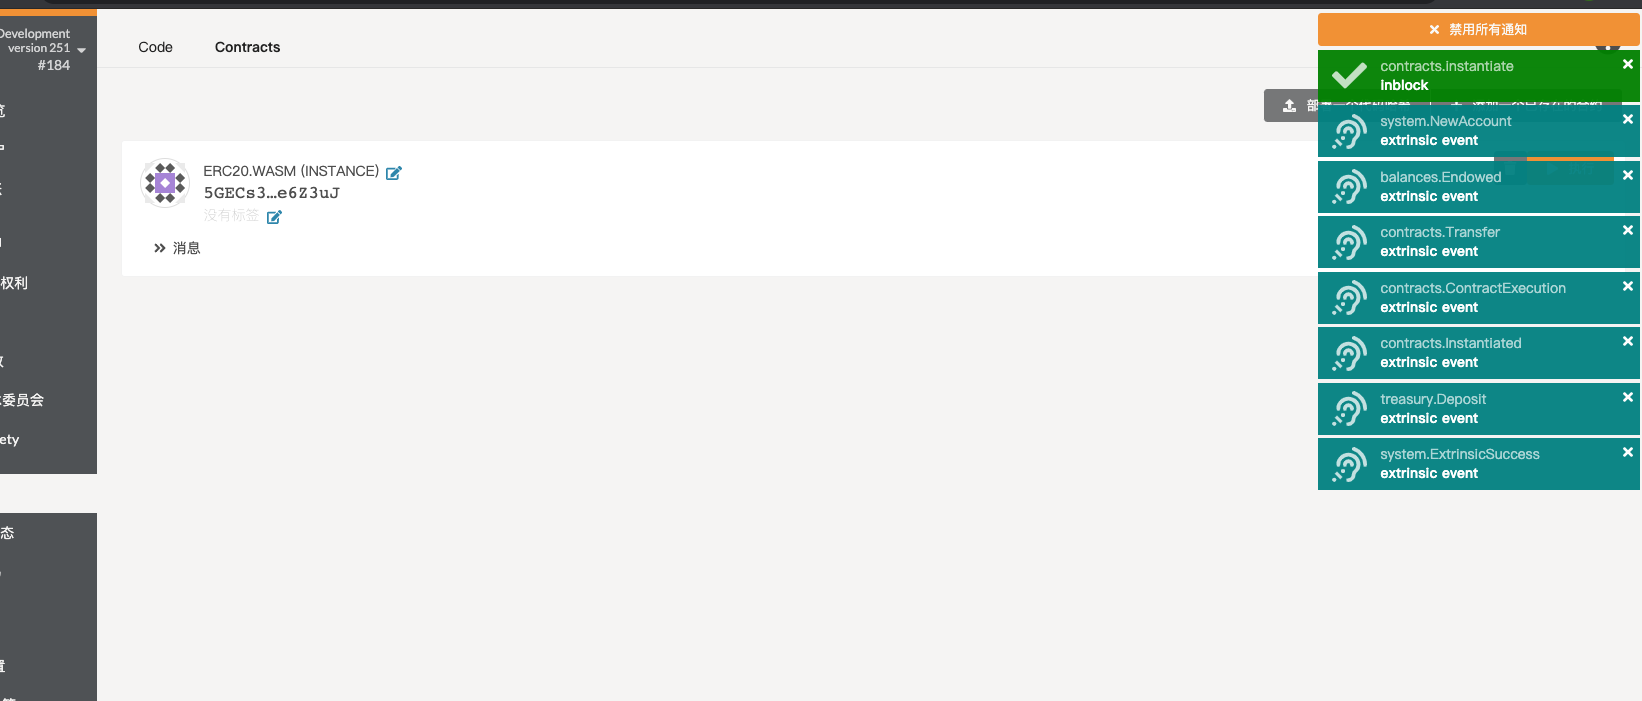 Development
version 251
#184
权利
委员会
ety
态
Code
Contracts
ERC20.WASM (INSTANCE)
5GECs3…e6Z3uJ
没有标签
消息
禁用所有通知
contracts.instantiate
inblock
system.NewAccount
extrinsic event
balances.Endowed
extrinsic event
contracts.Transfer
extrinsic event
contracts.ContractExecution
extrinsic event
contracts.Instantiated
extrinsic event
treasury.Deposit
extrinsic event
system.ExtrinsicSuccess
extrinsic event